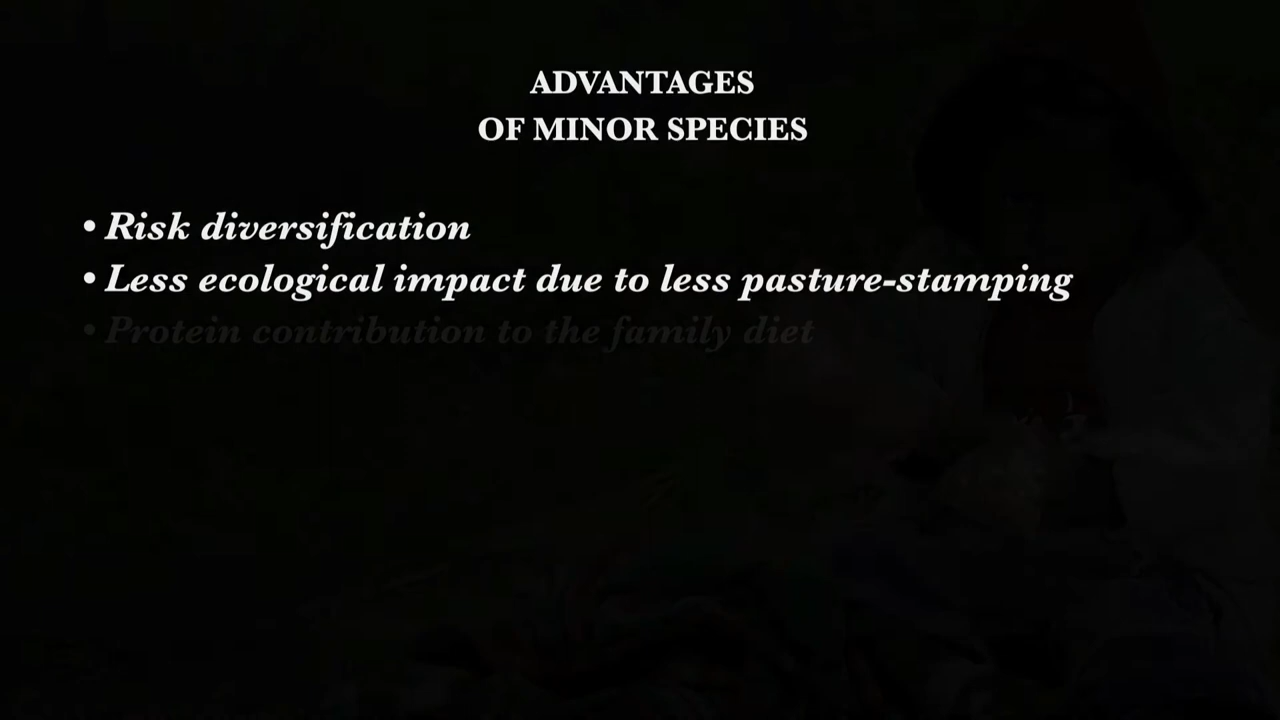 ADVANTAGES
OF MINOR SPECIES
• Risk diversification
• Less ecological impact due to less pasture-stamping
• Protein contribution to the family diet